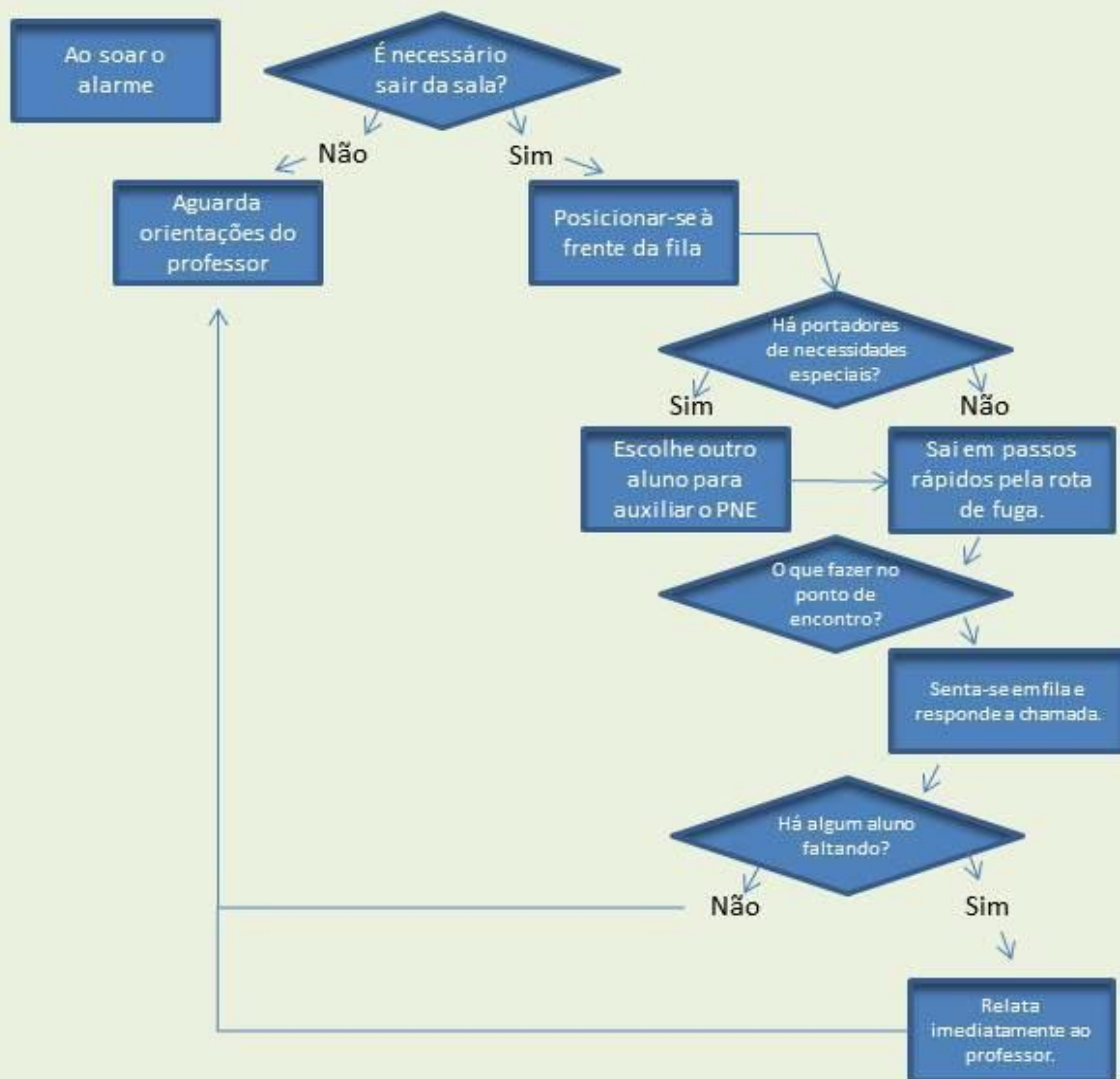 Ao soar o
alarme
É necessário
sair da sala?
Não
Sim
Aguarda
orientações do
professor
Posicionar-se à
frente da fila
Há portadores
de necessidades
especiais?
Sim
Não
Escolhe outro
aluno para
auxiliar o PNE
Sai em passos
rápidos pela rota
de fuga.
O que fazer no
ponto de
encontro?
Senta-se em fila e
responde a chamada.
Há algum aluno
faltando?
Não
Sim
Relata
imediatamente ao
professor.